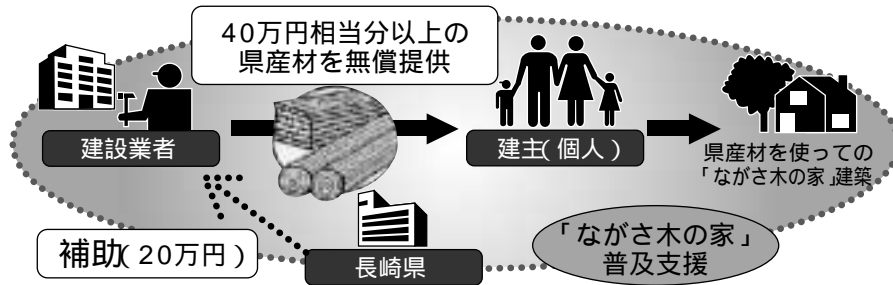 40万円相当分以上の
県産材を無償提供
建設業者
建主(個人)
県産材を使っての
「ながさ木の家」建築
補助(20万円)
長崎県
「ながさ木の家」
普及支援